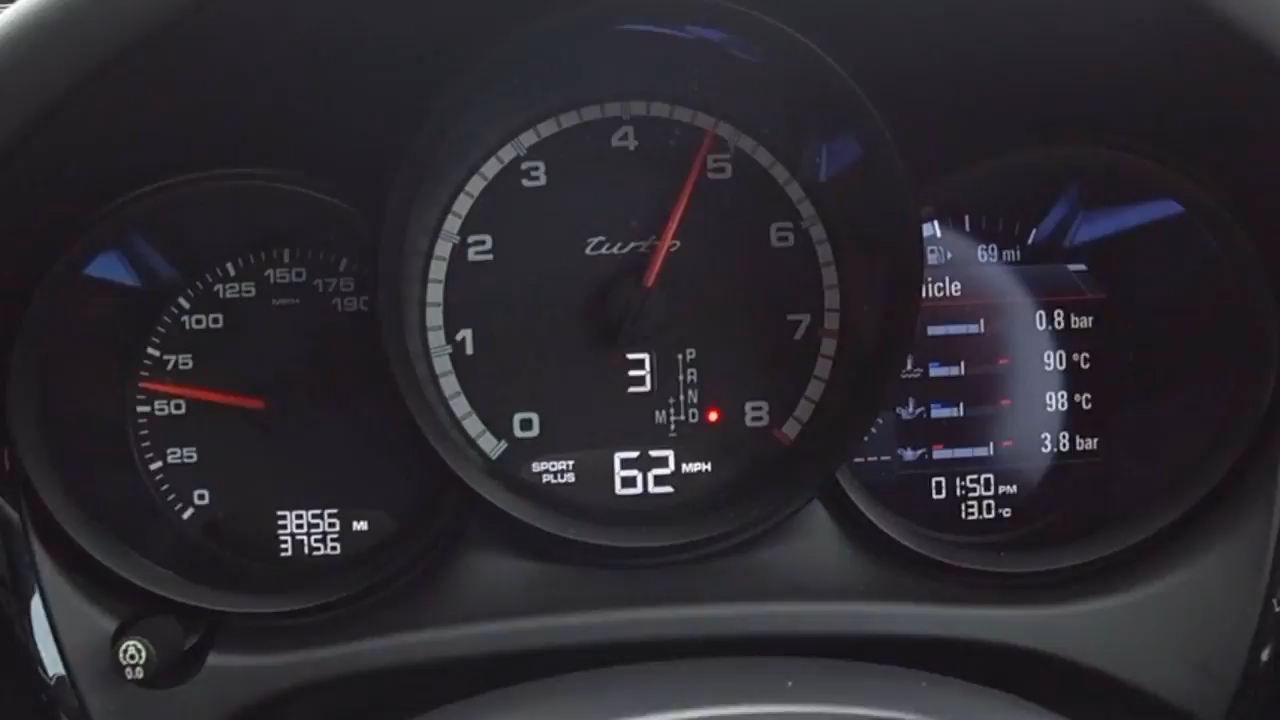 0
25
50
75
100
125
150
175
190
MPH
3856 MI
375.6
0.0
0
1
2
3
4
5
6
7
8
turbo
3
P
R
N
M D
+
-
SPORT
PLUS
62 MPH
69 mi
icle
0.8 bar
90 °C
98 °C
3.8 bar
01:50 PM
13.0 °C